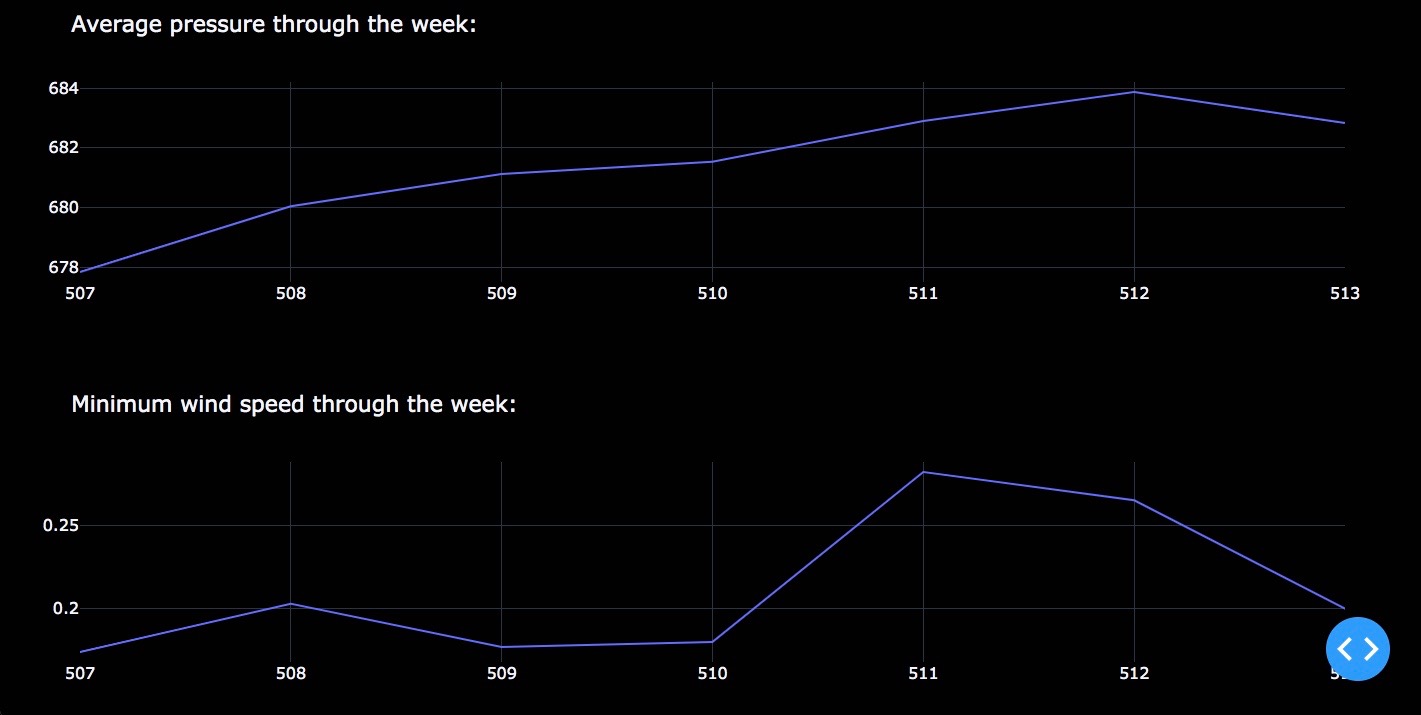 Average pressure through the week:
684
682
680
678
507 508 509 510 511 512 513
Minimum wind speed through the week:
0.25
0.2
507 508 509 510 511 512